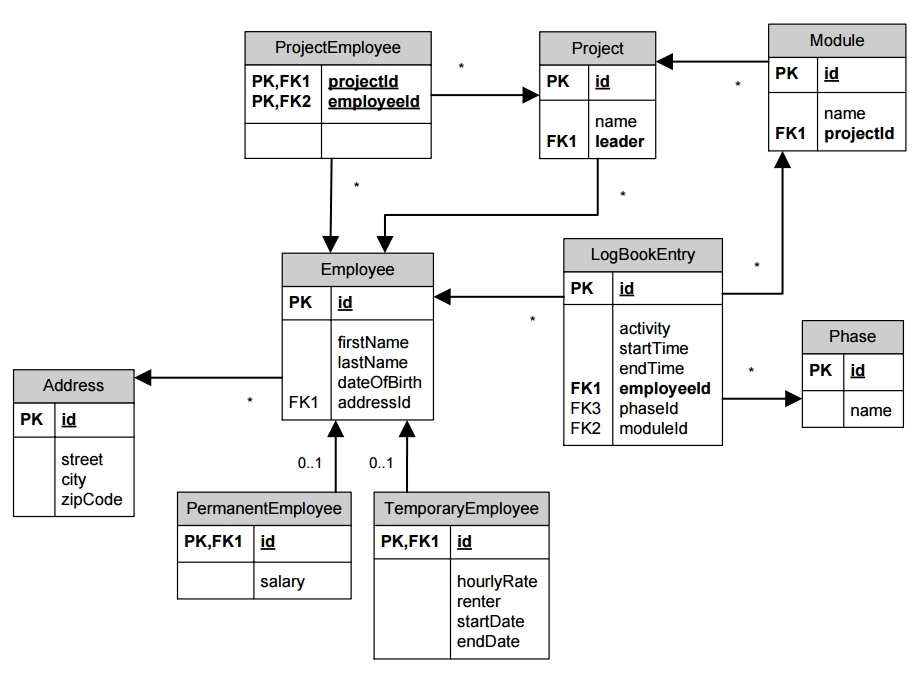 ProjectEmployee
PK,FK1 projectId
PK,FK2 employeeId
*
Project
PK id
name
FK1 leader
*
Module
PK id
name
FK1 projectId
*
*
Employee
PK id
firstName
lastName
dateOfBirth
FK1 addressId
*
LogBookEntry
PK id
activity
startTime
endTime
FK1 employeeId
FK3 phaseId
FK2 moduleId
*
*
Phase
PK id
name
Address
PK id
street
city
zipCode
*
0..1
0..1
PermanentEmployee
PK,FK1 id
salary
TemporaryEmployee
PK,FK1 id
hourlyRate
renter
startDate
endDate